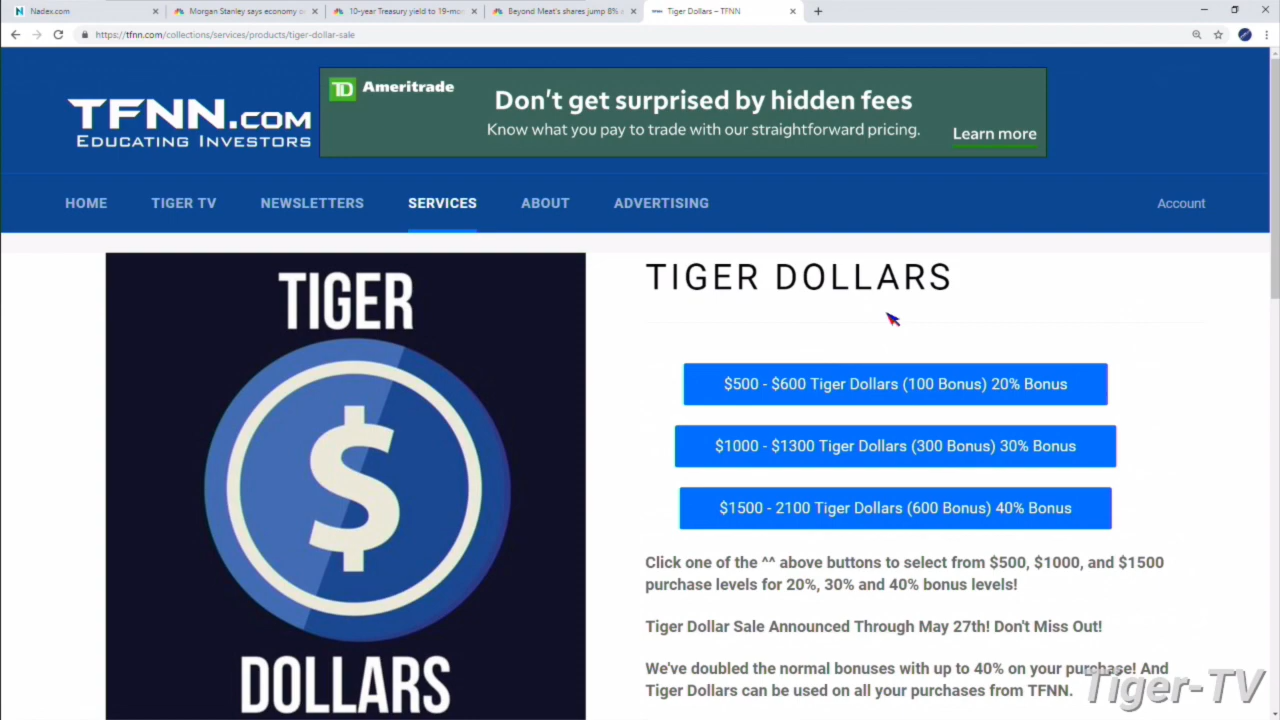 Nadex.com
Morgan Stanley says economy
10-year Treasury yield to 19-mo
Beyond Meat's shares jump 8%
Tiger Dollars – TFNN
https://tfnn.com/collections/services/products/tiger-dollar-sale
TFNN.COM
EDUCATING INVESTORS
TD Ameritrade
Don't get surprised by hidden fees
Know what you pay to trade with our straightforward pricing.
Learn more
HOME
TIGER TV
NEWSLETTERS
SERVICES
ABOUT
ADVERTISING
Account
TIGER
$
DOLLARS
TIGER DOLLARS
$500 - $600 Tiger Dollars (100 Bonus) 20% Bonus
$1000 - $1300 Tiger Dollars (300 Bonus) 30% Bonus
$1500 - 2100 Tiger Dollars (600 Bonus) 40% Bonus
Click one of the ^^ above buttons to select from $500, $1000, and $1500
purchase levels for 20%, 30% and 40% bonus levels!
Tiger Dollar Sale Announced Through May 27th! Don't Miss Out!
We've doubled the normal bonuses with up to 40% on your purchase! And
Tiger Dollars can be used on all your purchases from TFNN.
Tiger-TV